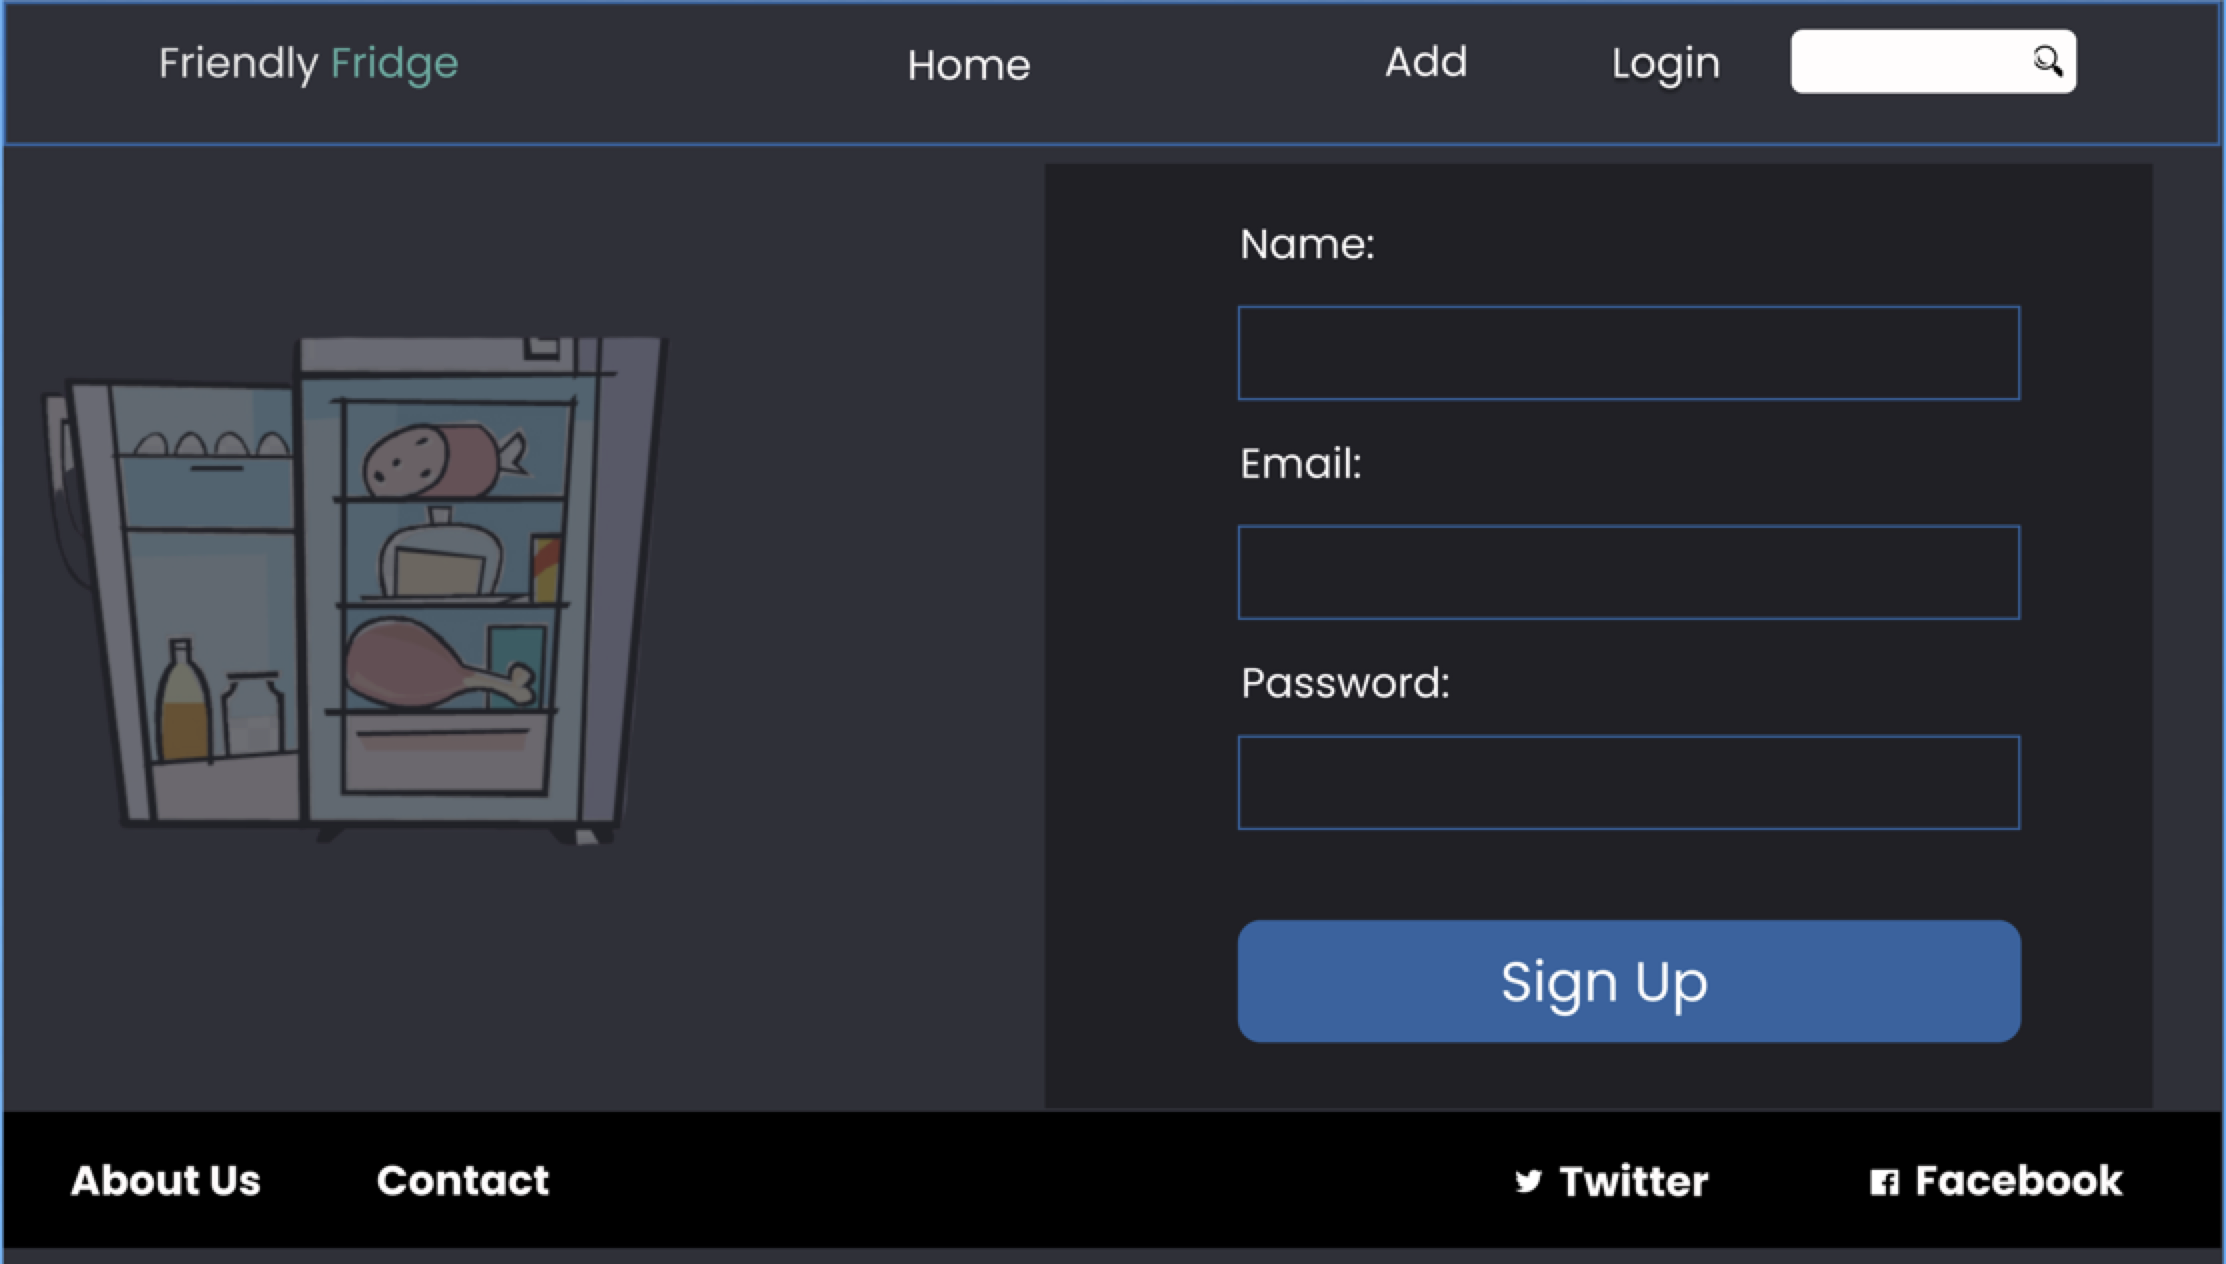 Friendly Fridge
Home
Add
Login
Name:
Email:
Password:
Sign Up
About Us
Contact
Twitter
Facebook